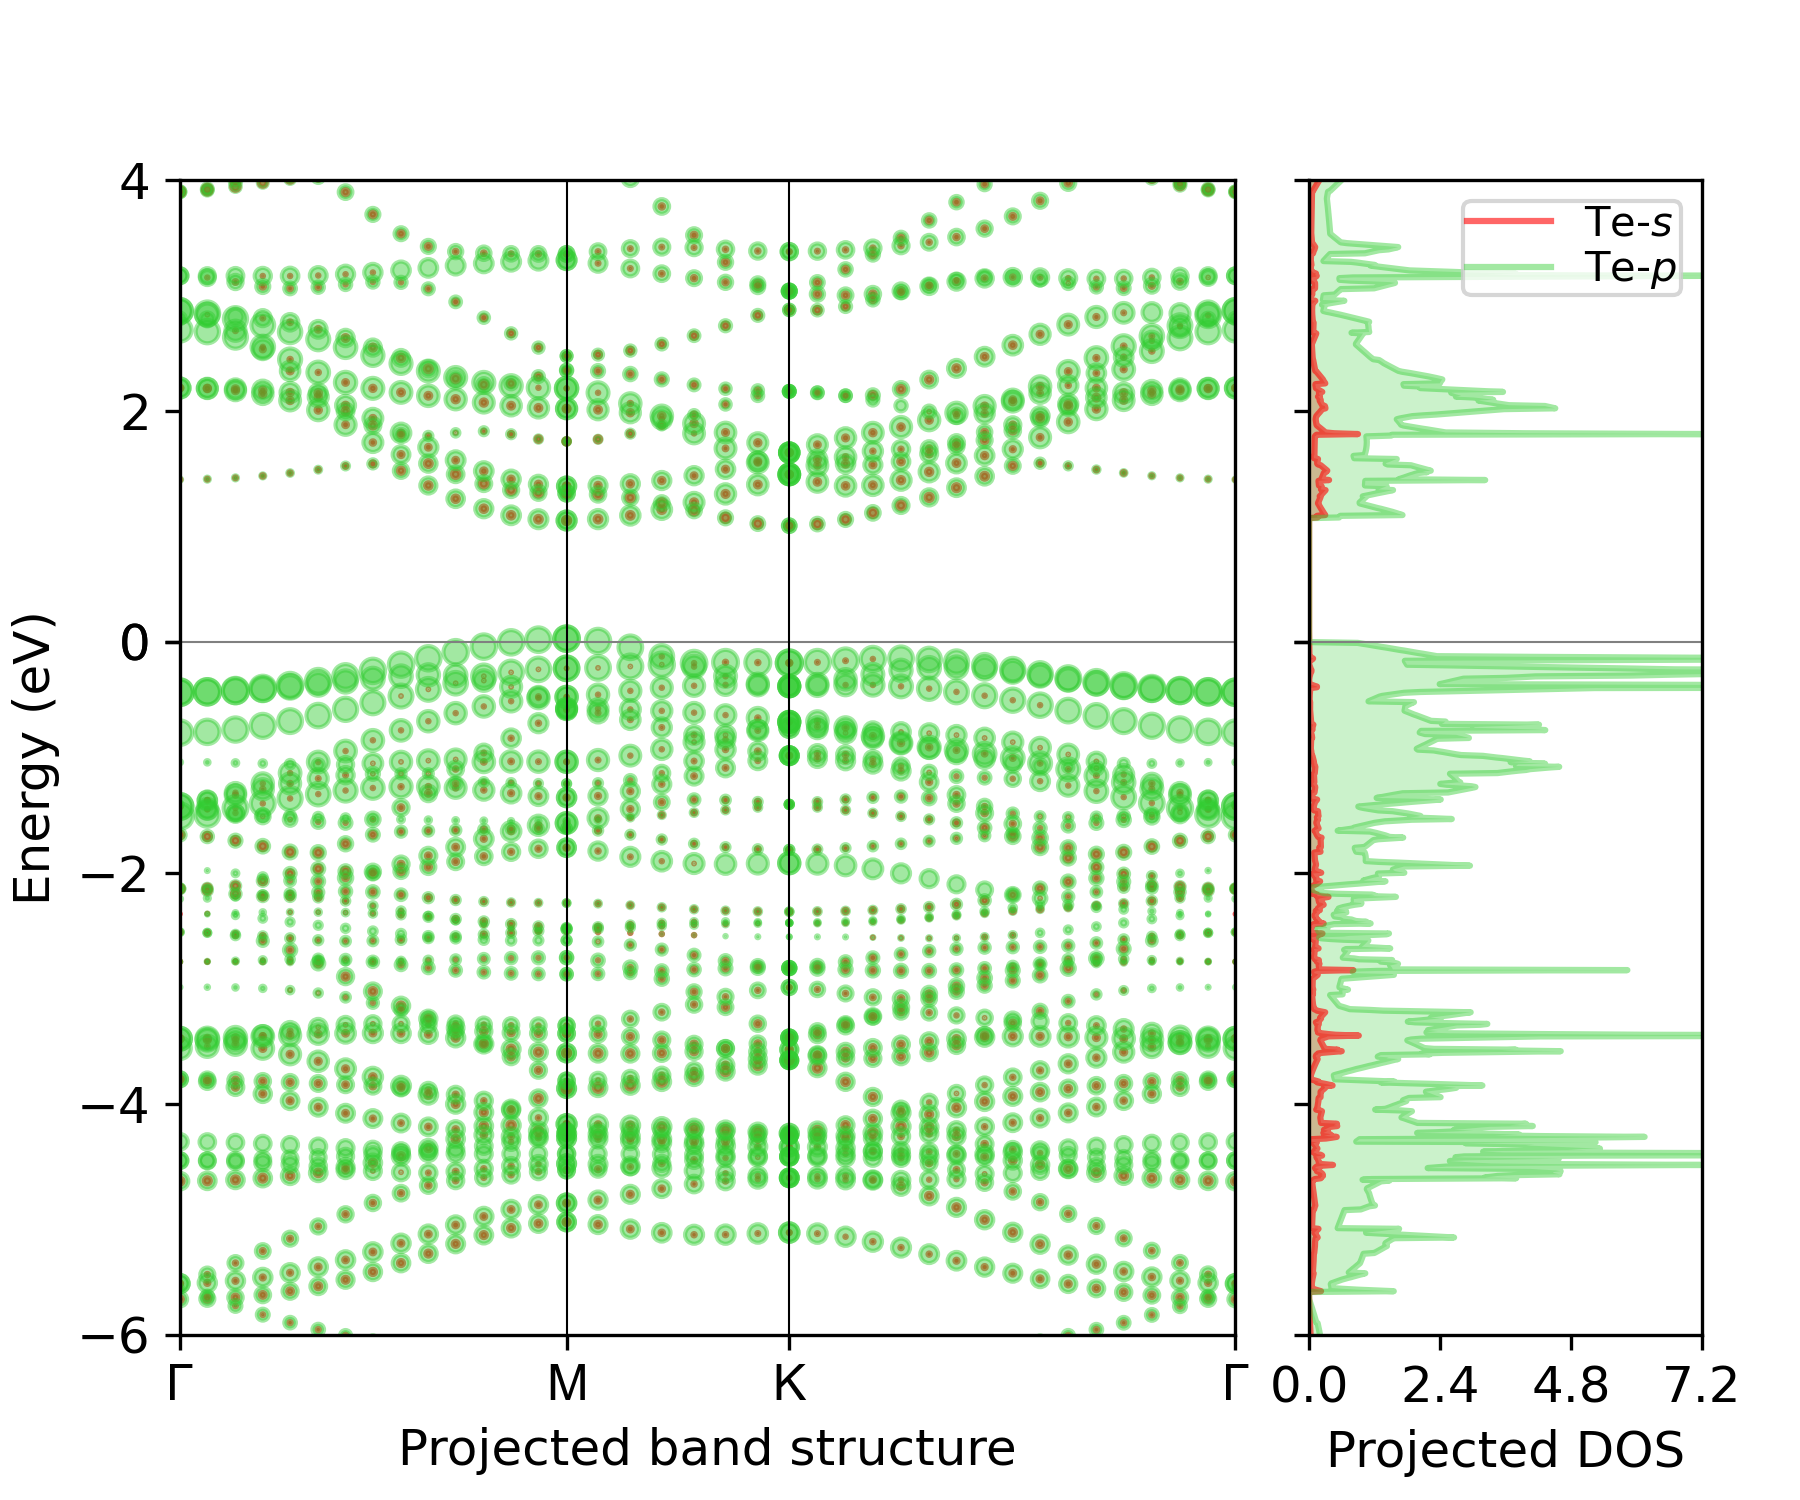 4
2
0
−2
−4
−6
Energy (eV)
Γ
M
K
Γ
Projected band structure
Te-s
Te-p
0.0
2.4
4.8
7.2
Projected DOS